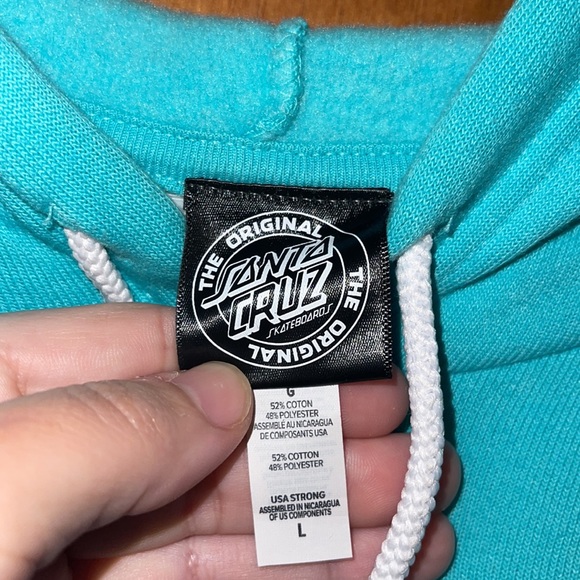 THE ORIGINAL
SANTA
CRUZ
SKATEBOARDS
THE ORIGINAL
G
52% COTON
48% POLYESTER
ASSEMBLÉ AU NICARAGUA
DE COMPOSANTS USA
52% COTTON
48% POLYESTER
USA STRONG
ASSEMBLED IN NICARAGUA
OF US COMPONENTS
L